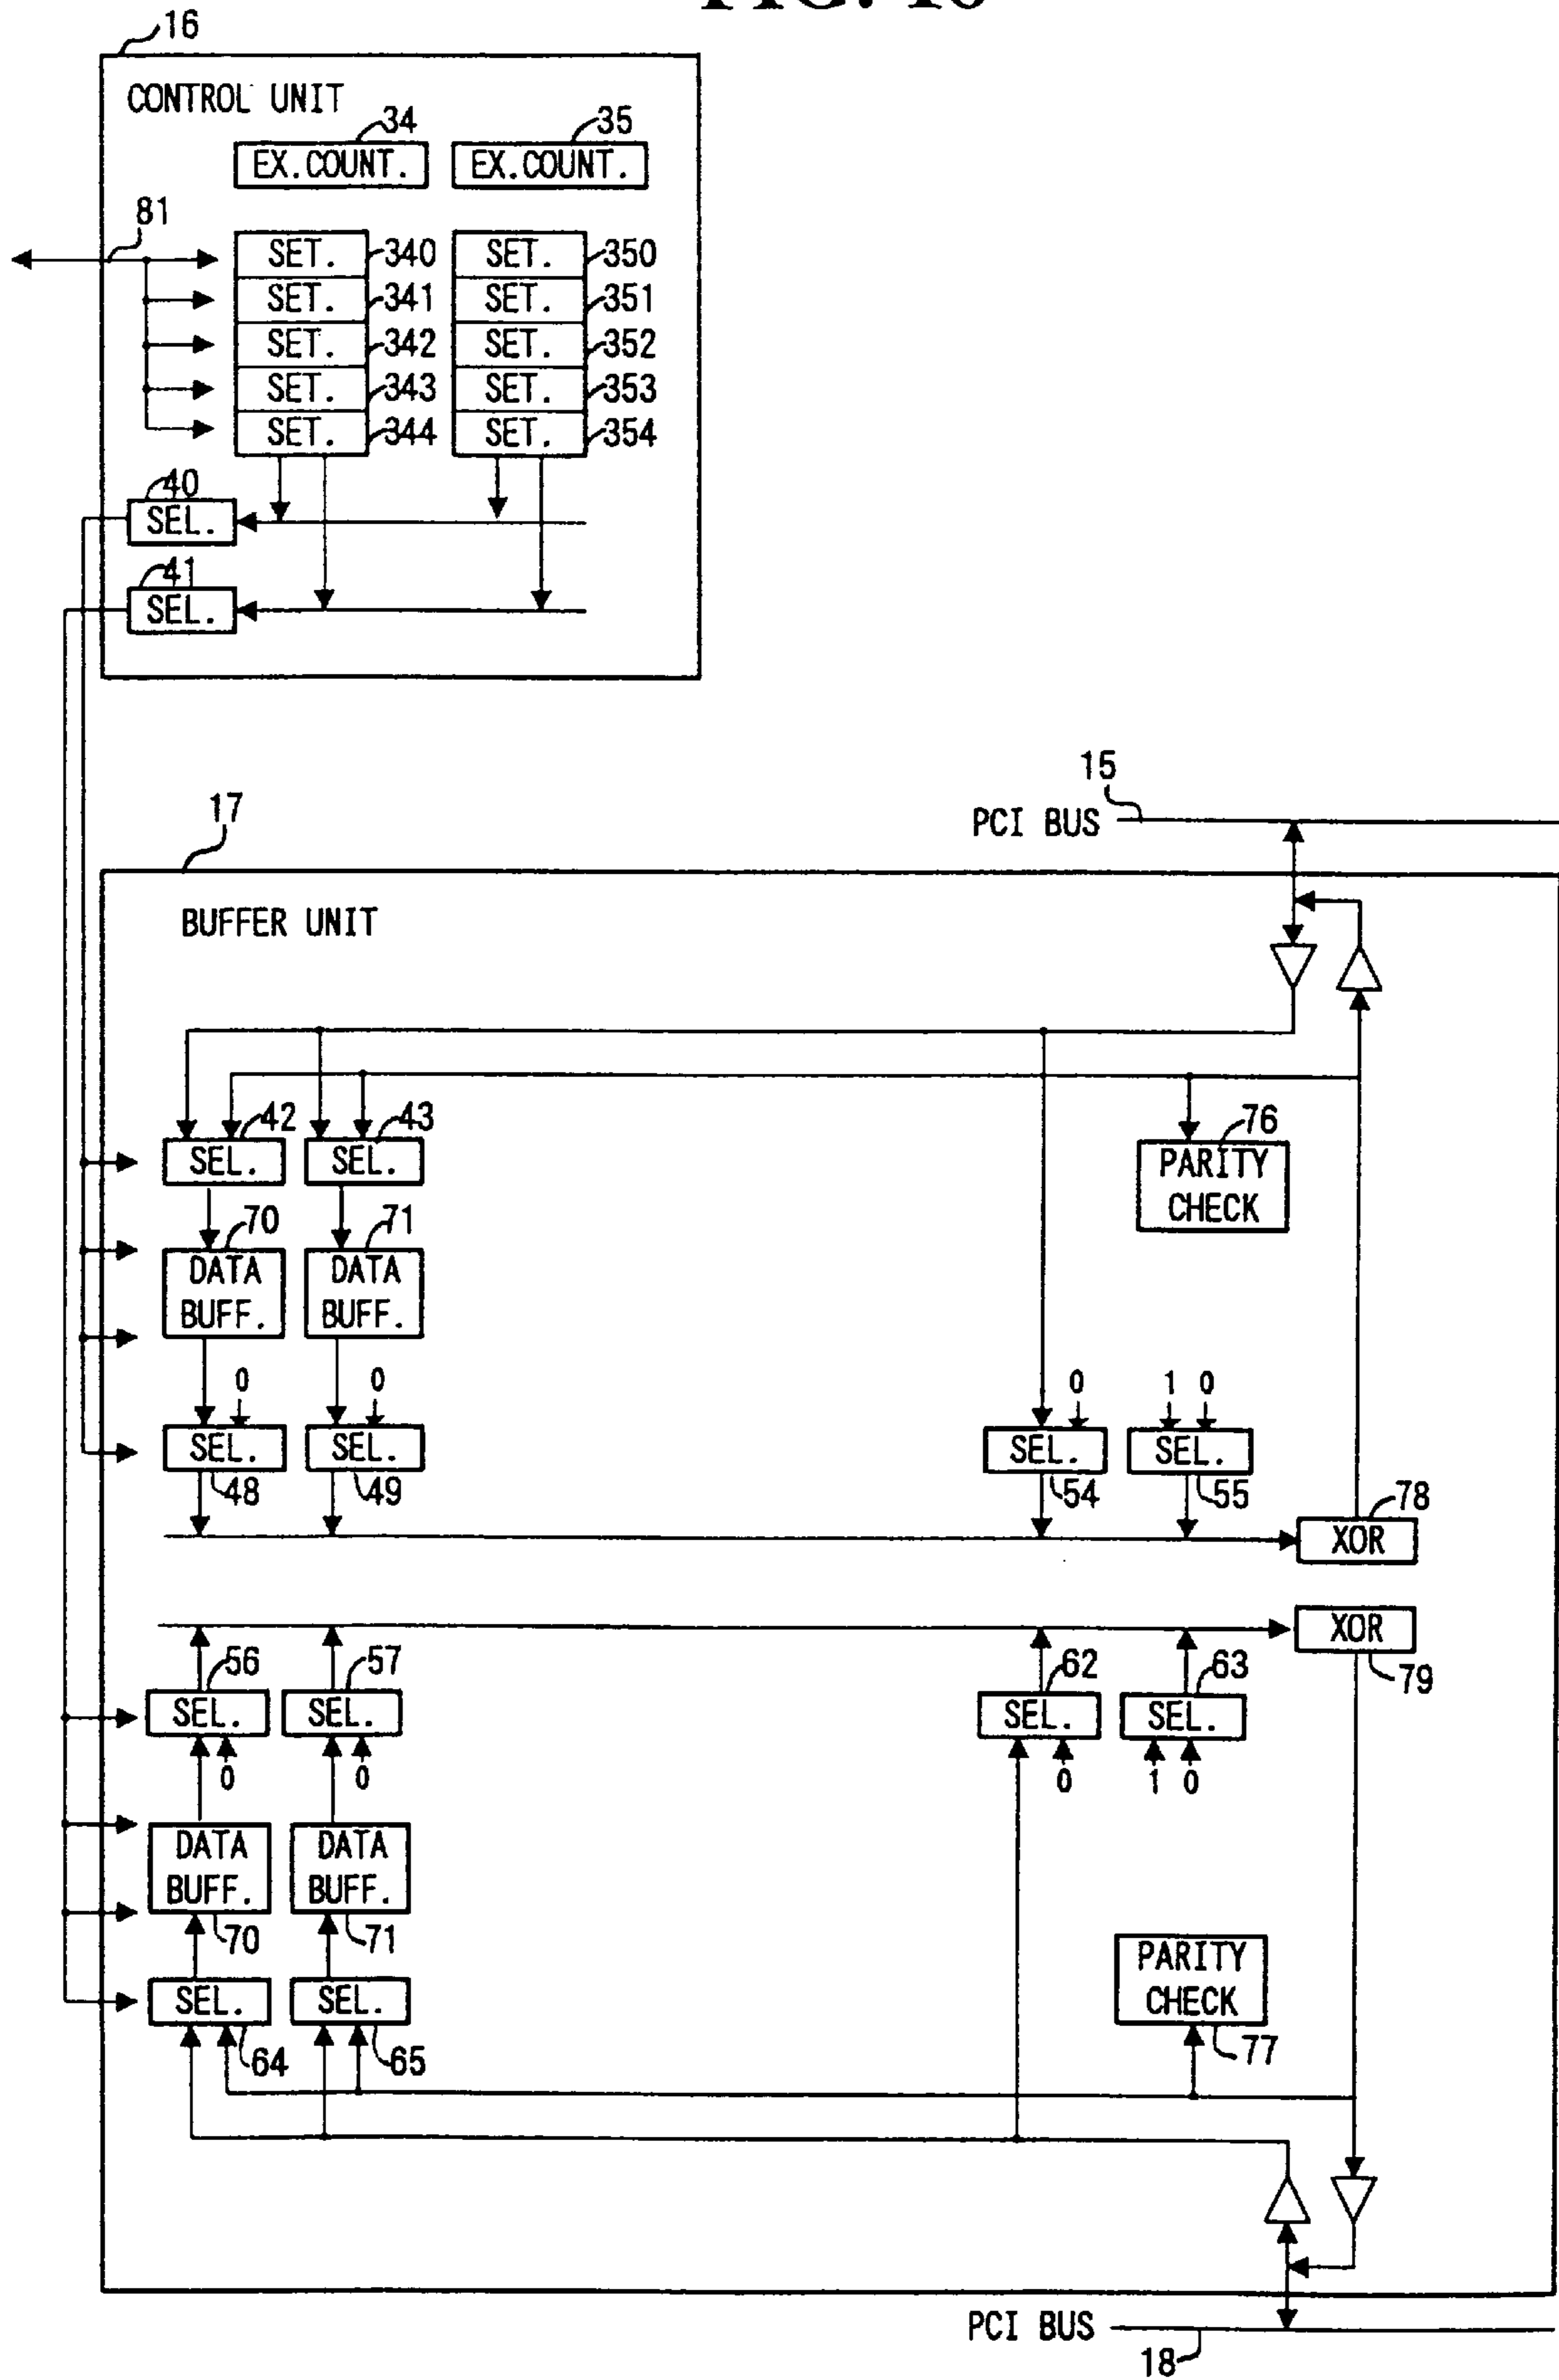 16
CONTROL UNIT
34 35
EX.COUNT. EX.COUNT.
81
SET. 340 SET. 350
SET. 341 SET. 351
SET. 342 SET. 352
SET. 343 SET. 353
SET. 344 SET. 354
40
SEL.
41
SEL.
15
PCI BUS
17
BUFFER UNIT
42 43
SEL. SEL.
76
PARITY
CHECK
70 71
DATA DATA
BUFF. BUFF.
0 0 0 1 0
SEL. SEL. SEL. SEL.
48 49 54 55
78
XOR
XOR
79
56 57 62 63
SEL. SEL. SEL. SEL.
0 0 0 1 0
DATA DATA
BUFF. BUFF.
70 71
PARITY
CHECK
77
SEL. SEL.
64 65
PCI BUS
18